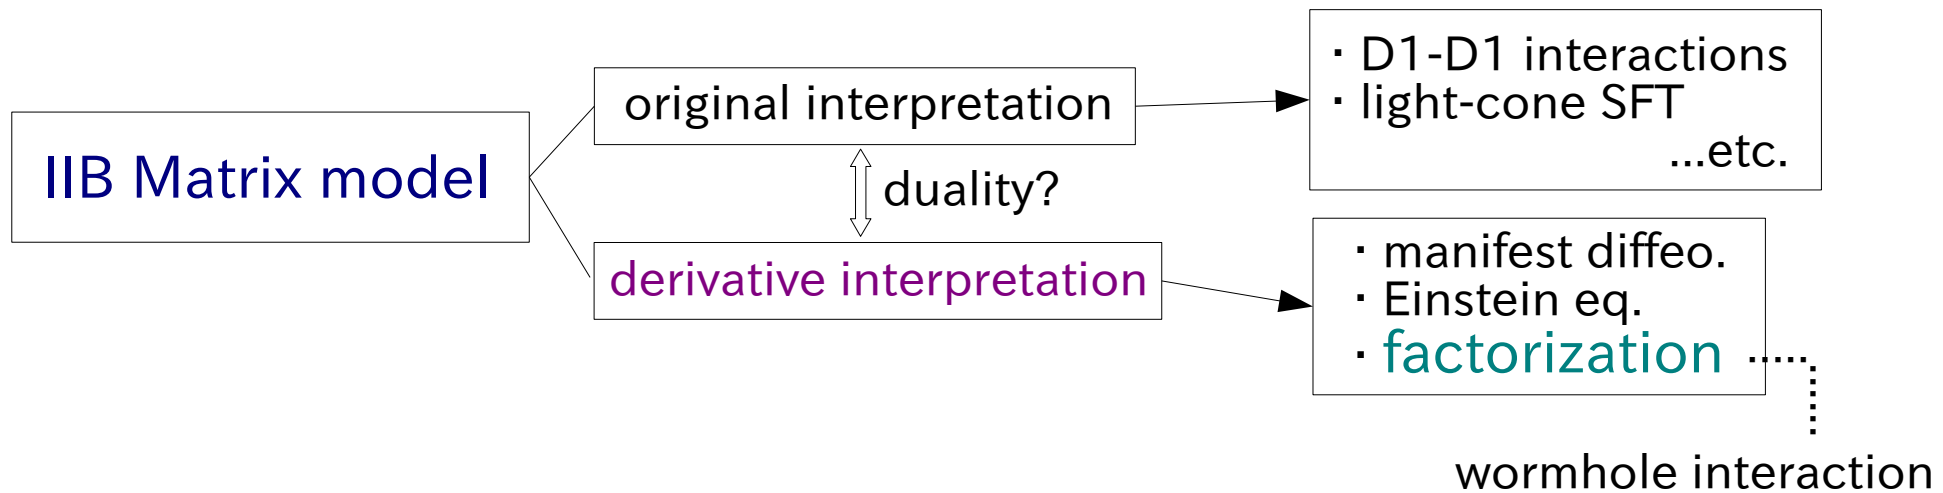 IIB Matrix model
original interpretation
duality?
derivative interpretation
· D1-D1 interactions
· light-cone SFT
...etc.
· manifest diffeo.
· Einstein eq.
· factorization
wormhole interaction